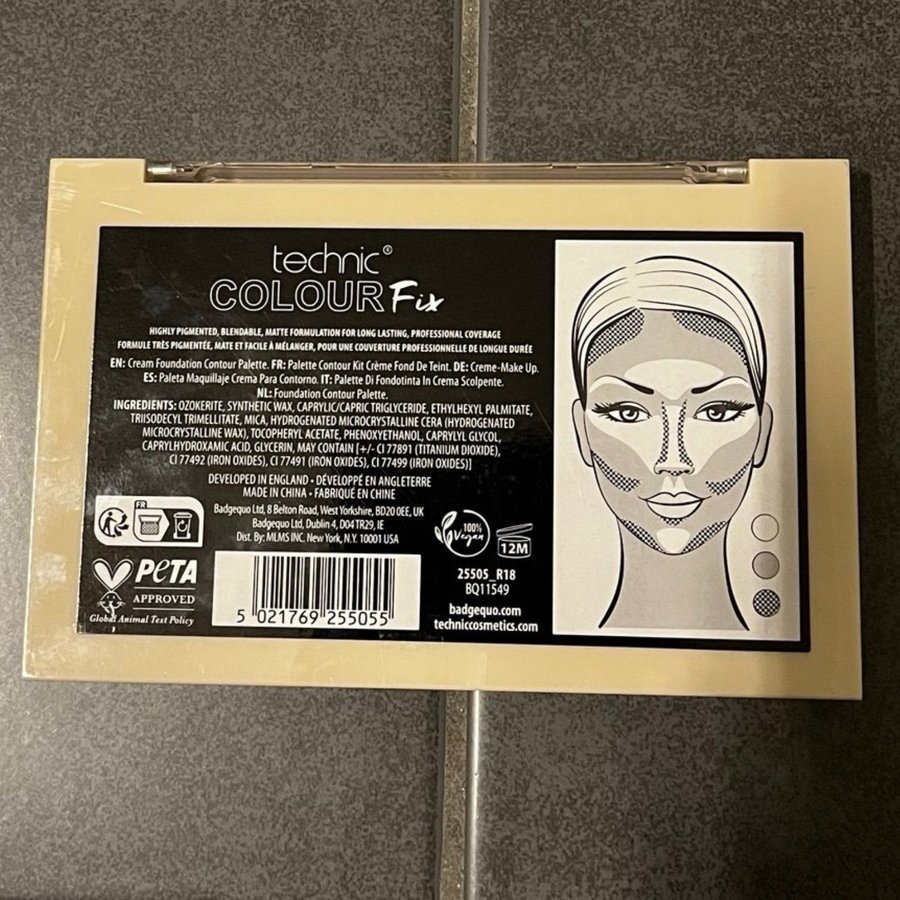 technic®
COLOUR Fix
HIGHLY PIGMENTED, BLENDABLE, MATTE FORMULATION FOR LONG LASTING, PROFESSIONAL COVERAGE
FORMULE TRÈS PIGMENTÉE, MATE ET FACILE À MÉLANGER, POUR UNE COUVERTURE PROFESSIONNELLE DE LONGUE DURÉE
EN: Cream Foundation Contour Palette. FR: Palette Contour Kit Crème Fond De Teint. DE: Creme-Make Up.
ES: Paleta Maquillaje Crema Para Contorno. IT: Palette Di Fondotinta In Crema Scolpente.
NL: Foundation Contour Palette.
INGREDIENTS: OZOKERITE, SYNTHETIC WAX, CAPRYLIC/CAPRIC TRIGLYCERIDE, ETHYLHEXYL PALMITATE,
TRIISODECYL TRIMELLITATE, MICA, HYDROGENATED MICROCRYSTALLINE CERA (HYDROGENATED
MICROCRYSTALLINE WAX), TOCOPHERYL ACETATE, PHENOXYETHANOL, CAPRYLYL GLYCOL,
CAPRYLHYDROXAMIC ACID, GLYCERIN, MAY CONTAIN [+/- CI 77891 (TITANIUM DIOXIDE),
CI 77492 (IRON OXIDES), CI 77491 (IRON OXIDES), CI 77499 (IRON OXIDES)]
DEVELOPED IN ENGLAND • DÉVELOPPÉ EN ANGLETERRE
MADE IN CHINA • FABRIQUÉ EN CHINE
Badgequo Ltd, 8 Belton Road, West Yorkshire, BD20 0EE, UK
Badgequo Ltd, Dublin 4, D04 TR29, IE
Dist. By: MLMS INC. New York, N.Y. 10001 USA
FR
100%
Vegan
12M
PETA
APPROVED
Global Animal Test Policy
5 021769 255055
25505_R18
BQ11549
badgequo.com
techniccosmetics.com